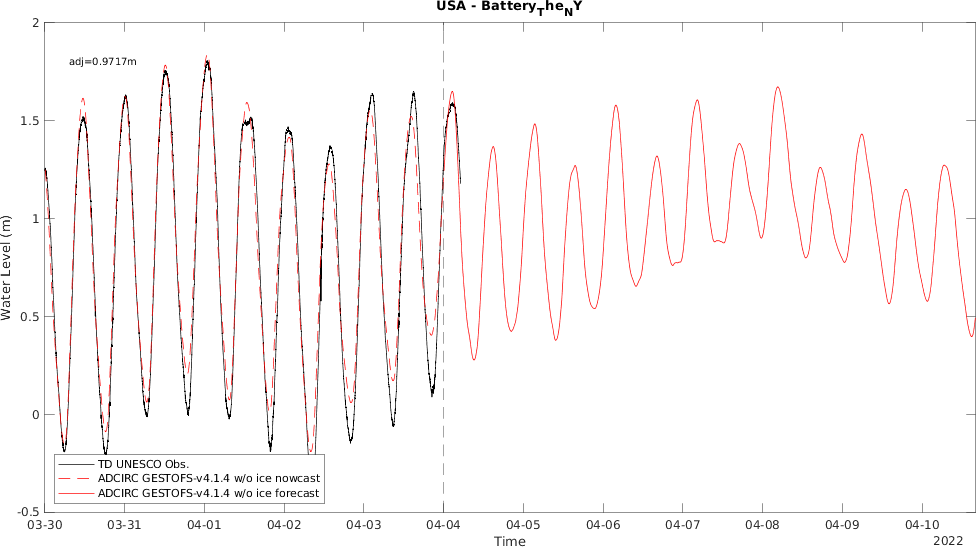 USA - Battery_The_NY
2
adj=0.9717m
1.5
1
Water Level (m)
0.5
0
TD UNESCO Obs.
ADCIRC GESTOFS-v4.1.4 w/o ice nowcast
ADCIRC GESTOFS-v4.1.4 w/o ice forecast
-0.5
03-30 03-31 04-01 04-02 04-03 04-04 04-05 04-06 04-07 04-08 04-09 04-10
Time
2022